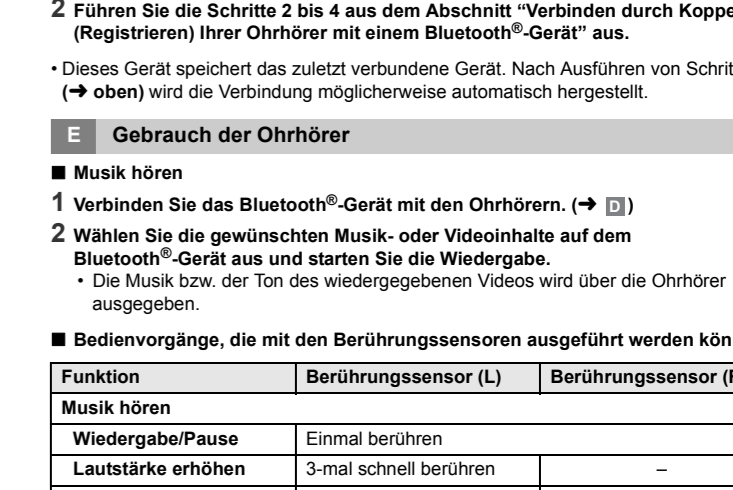 2 Führen Sie die Schritte 2 bis 4 aus dem Abschnitt “Verbinden durch
(Registrieren) Ihrer Ohrhörer mit einem Bluetooth®-Gerät” aus.
• Dieses Gerät speichert das zuletzt verbundene Gerät. Nach Ausführen von
(➜ oben) wird die Verbindung möglicherweise automatisch hergestellt.
E Gebrauch der Ohrhörer
■ Musik hören
1 Verbinden Sie das Bluetooth®-Gerät mit den Ohrhörern. (➜ D )
2 Wählen Sie die gewünschten Musik- oder Videoinhalte auf dem
Bluetooth®-Gerät aus und starten Sie die Wiedergabe.
• Die Musik bzw. der Ton des wiedergegebenen Videos wird über die Ohrhörer
ausgegeben.
■ Bedienvorgänge, die mit den Berührungssensoren ausgeführt werden
Funktion Berührungssensor (L) Berührungssensor
Musik hören
Wiedergabe/Pause Einmal berühren
Lautstärke erhöhen 3-mal schnell berühren –